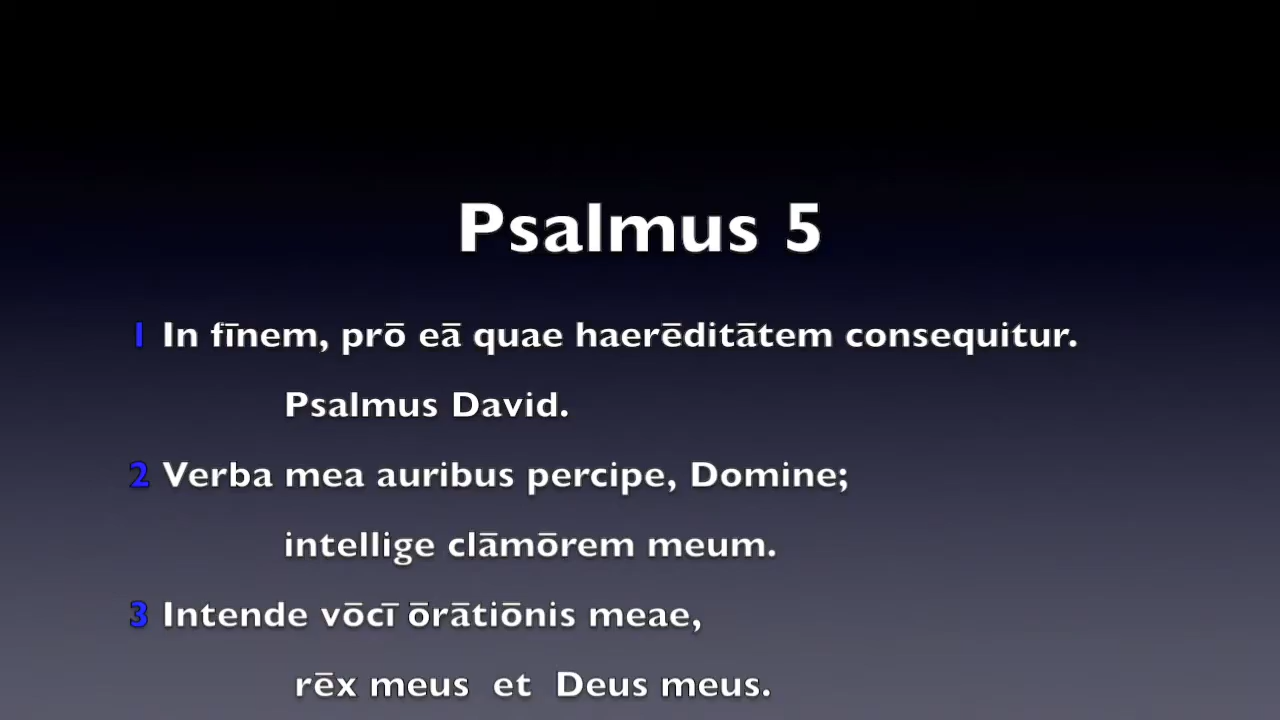 Psalmus 5
1 In fīnem, prō eā quae haerēditātem consequitur.
Psalmus David.
2 Verba mea auribus percipe, Domine;
intellige clāmōrem meum.
3 Intende vōcī ōrātiōnis meae,
rēx meus et Deus meus.